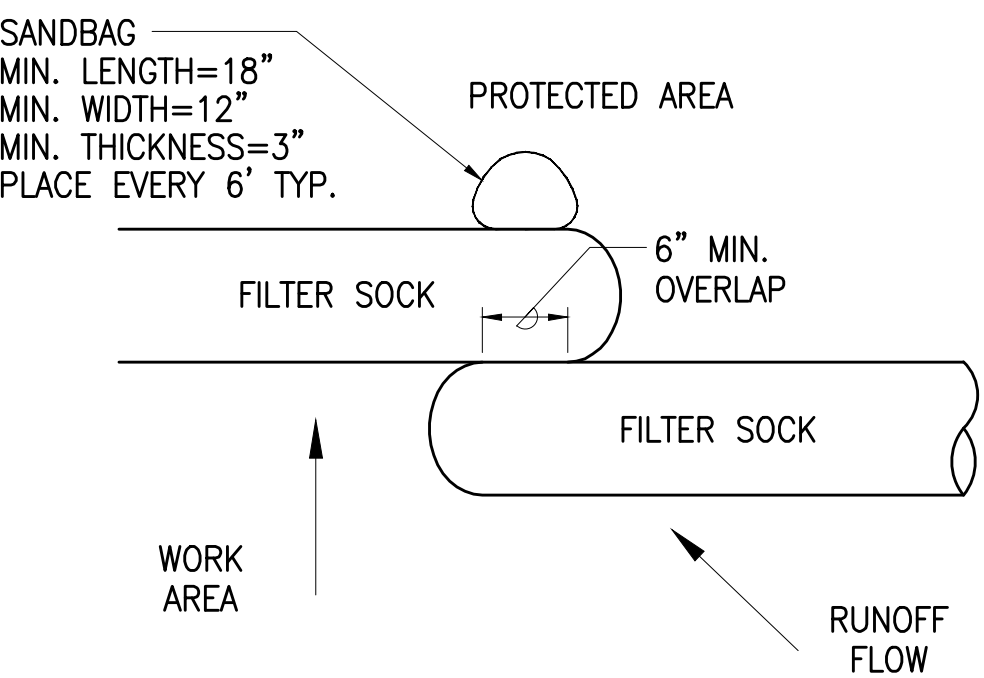 SANDBAG
MIN. LENGTH=18”
MIN. WIDTH=12”
MIN. THICKNESS=3”
PLACE EVERY 6’ TYP.
PROTECTED AREA
6” MIN.
OVERLAP
FILTER SOCK
FILTER SOCK
WORK
AREA
RUNOFF
FLOW